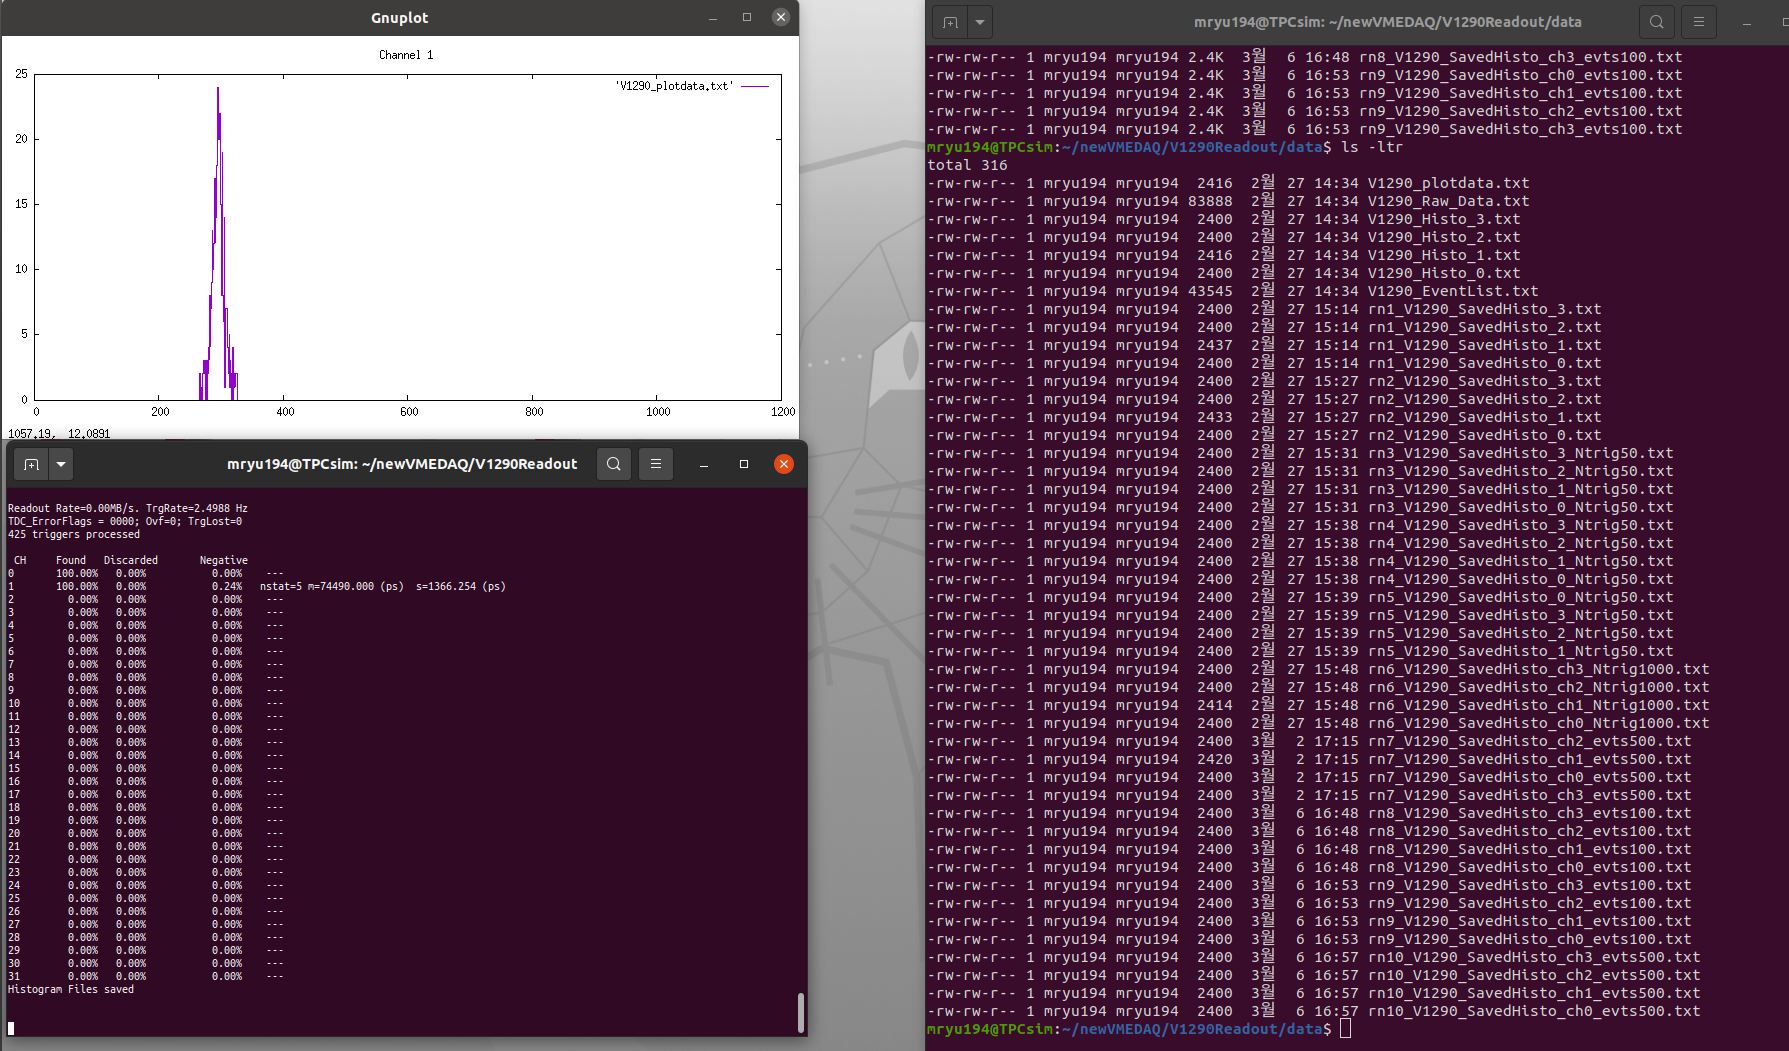 Gnuplot
Channel 1
'V1290_plotdata.txt'
25
20
15
10
5
0
0 200 400 600 800 1000 1200
1057.19, 12.0891
mryu194@TPCsim: ~/newVMEDAQ/V1290Readout
Readout Rate=0.00MB/s. TrgRate=2.4988 Hz
TDC_ErrorFlags = 0000; Ovf=0; TrgLost=0
425 triggers processed
CH Found Discarded Negative
0 100.00% 0.00% 0.00% ---
1 100.00% 0.00% 0.24% nstat=5 m=74490.000 (ps) s=1366.254 (ps)
2 0.00% 0.00% 0.00% ---
3 0.00% 0.00% 0.00% ---
4 0.00% 0.00% 0.00% ---
5 0.00% 0.00% 0.00% ---
6 0.00% 0.00% 0.00% ---
7 0.00% 0.00% 0.00% ---
8 0.00% 0.00% 0.00% ---
9 0.00% 0.00% 0.00% ---
10 0.00% 0.00% 0.00% ---
11 0.00% 0.00% 0.00% ---
12 0.00% 0.00% 0.00% ---
13 0.00% 0.00% 0.00% ---
14 0.00% 0.00% 0.00% ---
15 0.00% 0.00% 0.00% ---
16 0.00% 0.00% 0.00% ---
17 0.00% 0.00% 0.00% ---
18 0.00% 0.00% 0.00% ---
19 0.00% 0.00% 0.00% ---
20 0.00% 0.00% 0.00% ---
21 0.00% 0.00% 0.00% ---
22 0.00% 0.00% 0.00% ---
23 0.00% 0.00% 0.00% ---
24 0.00% 0.00% 0.00% ---
25 0.00% 0.00% 0.00% ---
26 0.00% 0.00% 0.00% ---
27 0.00% 0.00% 0.00% ---
28 0.00% 0.00% 0.00% ---
29 0.00% 0.00% 0.00% ---
30 0.00% 0.00% 0.00% ---
31 0.00% 0.00% 0.00% ---
Histogram Files saved
mryu194@TPCsim: ~/newVMEDAQ/V1290Readout/data
-rw-rw-r-- 1 mryu194 mryu194 2.4K 3월 6 16:48 rn8_V1290_SavedHisto_ch3_evts100.txt
-rw-rw-r-- 1 mryu194 mryu194 2.4K 3월 6 16:53 rn9_V1290_SavedHisto_ch0_evts100.txt
-rw-rw-r-- 1 mryu194 mryu194 2.4K 3월 6 16:53 rn9_V1290_SavedHisto_ch1_evts100.txt
-rw-rw-r-- 1 mryu194 mryu194 2.4K 3월 6 16:53 rn9_V1290_SavedHisto_ch2_evts100.txt
-rw-rw-r-- 1 mryu194 mryu194 2.4K 3월 6 16:53 rn9_V1290_SavedHisto_ch3_evts100.txt
mryu194@TPCsim:~/newVMEDAQ/V1290Readout/data$ ls -ltr
total 316
-rw-rw-r-- 1 mryu194 mryu194 2416 2월 27 14:34 V1290_plotdata.txt
-rw-rw-r-- 1 mryu194 mryu194 83888 2월 27 14:34 V1290_Raw_Data.txt
-rw-rw-r-- 1 mryu194 mryu194 2400 2월 27 14:34 V1290_Histo_3.txt
-rw-rw-r-- 1 mryu194 mryu194 2400 2월 27 14:34 V1290_Histo_2.txt
-rw-rw-r-- 1 mryu194 mryu194 2416 2월 27 14:34 V1290_Histo_1.txt
-rw-rw-r-- 1 mryu194 mryu194 2400 2월 27 14:34 V1290_Histo_0.txt
-rw-rw-r-- 1 mryu194 mryu194 43545 2월 27 14:34 V1290_EventList.txt
-rw-rw-r-- 1 mryu194 mryu194 2400 2월 27 15:14 rn1_V1290_SavedHisto_3.txt
-rw-rw-r-- 1 mryu194 mryu194 2400 2월 27 15:14 rn1_V1290_SavedHisto_2.txt
-rw-rw-r-- 1 mryu194 mryu194 2437 2월 27 15:14 rn1_V1290_SavedHisto_1.txt
-rw-rw-r-- 1 mryu194 mryu194 2400 2월 27 15:14 rn1_V1290_SavedHisto_0.txt
-rw-rw-r-- 1 mryu194 mryu194 2400 2월 27 15:27 rn2_V1290_SavedHisto_3.txt
-rw-rw-r-- 1 mryu194 mryu194 2400 2월 27 15:27 rn2_V1290_SavedHisto_2.txt
-rw-rw-r-- 1 mryu194 mryu194 2433 2월 27 15:27 rn2_V1290_SavedHisto_1.txt
-rw-rw-r-- 1 mryu194 mryu194 2400 2월 27 15:27 rn2_V1290_SavedHisto_0.txt
-rw-rw-r-- 1 mryu194 mryu194 2400 2월 27 15:31 rn3_V1290_SavedHisto_3_Ntrig50.txt
-rw-rw-r-- 1 mryu194 mryu194 2400 2월 27 15:31 rn3_V1290_SavedHisto_2_Ntrig50.txt
-rw-rw-r-- 1 mryu194 mryu194 2400 2월 27 15:31 rn3_V1290_SavedHisto_1_Ntrig50.txt
-rw-rw-r-- 1 mryu194 mryu194 2400 2월 27 15:31 rn3_V1290_SavedHisto_0_Ntrig50.txt
-rw-rw-r-- 1 mryu194 mryu194 2400 2월 27 15:38 rn4_V1290_SavedHisto_3_Ntrig50.txt
-rw-rw-r-- 1 mryu194 mryu194 2400 2월 27 15:38 rn4_V1290_SavedHisto_2_Ntrig50.txt
-rw-rw-r-- 1 mryu194 mryu194 2400 2월 27 15:38 rn4_V1290_SavedHisto_1_Ntrig50.txt
-rw-rw-r-- 1 mryu194 mryu194 2400 2월 27 15:38 rn4_V1290_SavedHisto_0_Ntrig50.txt
-rw-rw-r-- 1 mryu194 mryu194 2400 2월 27 15:39 rn5_V1290_SavedHisto_0_Ntrig50.txt
-rw-rw-r-- 1 mryu194 mryu194 2400 2월 27 15:39 rn5_V1290_SavedHisto_3_Ntrig50.txt
-rw-rw-r-- 1 mryu194 mryu194 2400 2월 27 15:39 rn5_V1290_SavedHisto_2_Ntrig50.txt
-rw-rw-r-- 1 mryu194 mryu194 2400 2월 27 15:39 rn5_V1290_SavedHisto_1_Ntrig50.txt
-rw-rw-r-- 1 mryu194 mryu194 2400 2월 27 15:48 rn6_V1290_SavedHisto_ch3_Ntrig1000.txt
-rw-rw-r-- 1 mryu194 mryu194 2400 2월 27 15:48 rn6_V1290_SavedHisto_ch2_Ntrig1000.txt
-rw-rw-r-- 1 mryu194 mryu194 2414 2월 27 15:48 rn6_V1290_SavedHisto_ch1_Ntrig1000.txt
-rw-rw-r-- 1 mryu194 mryu194 2400 2월 27 15:48 rn6_V1290_SavedHisto_ch0_Ntrig1000.txt
-rw-rw-r-- 1 mryu194 mryu194 2400 3월 2 17:15 rn7_V1290_SavedHisto_ch2_evts500.txt
-rw-rw-r-- 1 mryu194 mryu194 2420 3월 2 17:15 rn7_V1290_SavedHisto_ch1_evts500.txt
-rw-rw-r-- 1 mryu194 mryu194 2400 3월 2 17:15 rn7_V1290_SavedHisto_ch0_evts500.txt
-rw-rw-r-- 1 mryu194 mryu194 2400 3월 2 17:15 rn7_V1290_SavedHisto_ch3_evts500.txt
-rw-rw-r-- 1 mryu194 mryu194 2400 3월 6 16:48 rn8_V1290_SavedHisto_ch3_evts100.txt
-rw-rw-r-- 1 mryu194 mryu194 2400 3월 6 16:48 rn8_V1290_SavedHisto_ch2_evts100.txt
-rw-rw-r-- 1 mryu194 mryu194 2400 3월 6 16:48 rn8_V1290_SavedHisto_ch1_evts100.txt
-rw-rw-r-- 1 mryu194 mryu194 2400 3월 6 16:48 rn8_V1290_SavedHisto_ch0_evts100.txt
-rw-rw-r-- 1 mryu194 mryu194 2400 3월 6 16:53 rn9_V1290_SavedHisto_ch3_evts100.txt
-rw-rw-r-- 1 mryu194 mryu194 2400 3월 6 16:53 rn9_V1290_SavedHisto_ch2_evts100.txt
-rw-rw-r-- 1 mryu194 mryu194 2400 3월 6 16:53 rn9_V1290_SavedHisto_ch1_evts100.txt
-rw-rw-r-- 1 mryu194 mryu194 2400 3월 6 16:53 rn9_V1290_SavedHisto_ch0_evts100.txt
-rw-rw-r-- 1 mryu194 mryu194 2400 3월 6 16:57 rn10_V1290_SavedHisto_ch3_evts500.txt
-rw-rw-r-- 1 mryu194 mryu194 2400 3월 6 16:57 rn10_V1290_SavedHisto_ch2_evts500.txt
-rw-rw-r-- 1 mryu194 mryu194 2400 3월 6 16:57 rn10_V1290_SavedHisto_ch1_evts500.txt
-rw-rw-r-- 1 mryu194 mryu194 2400 3월 6 16:57 rn10_V1290_SavedHisto_ch0_evts500.txt
mryu194@TPCsim:~/newVMEDAQ/V1290Readout/data$